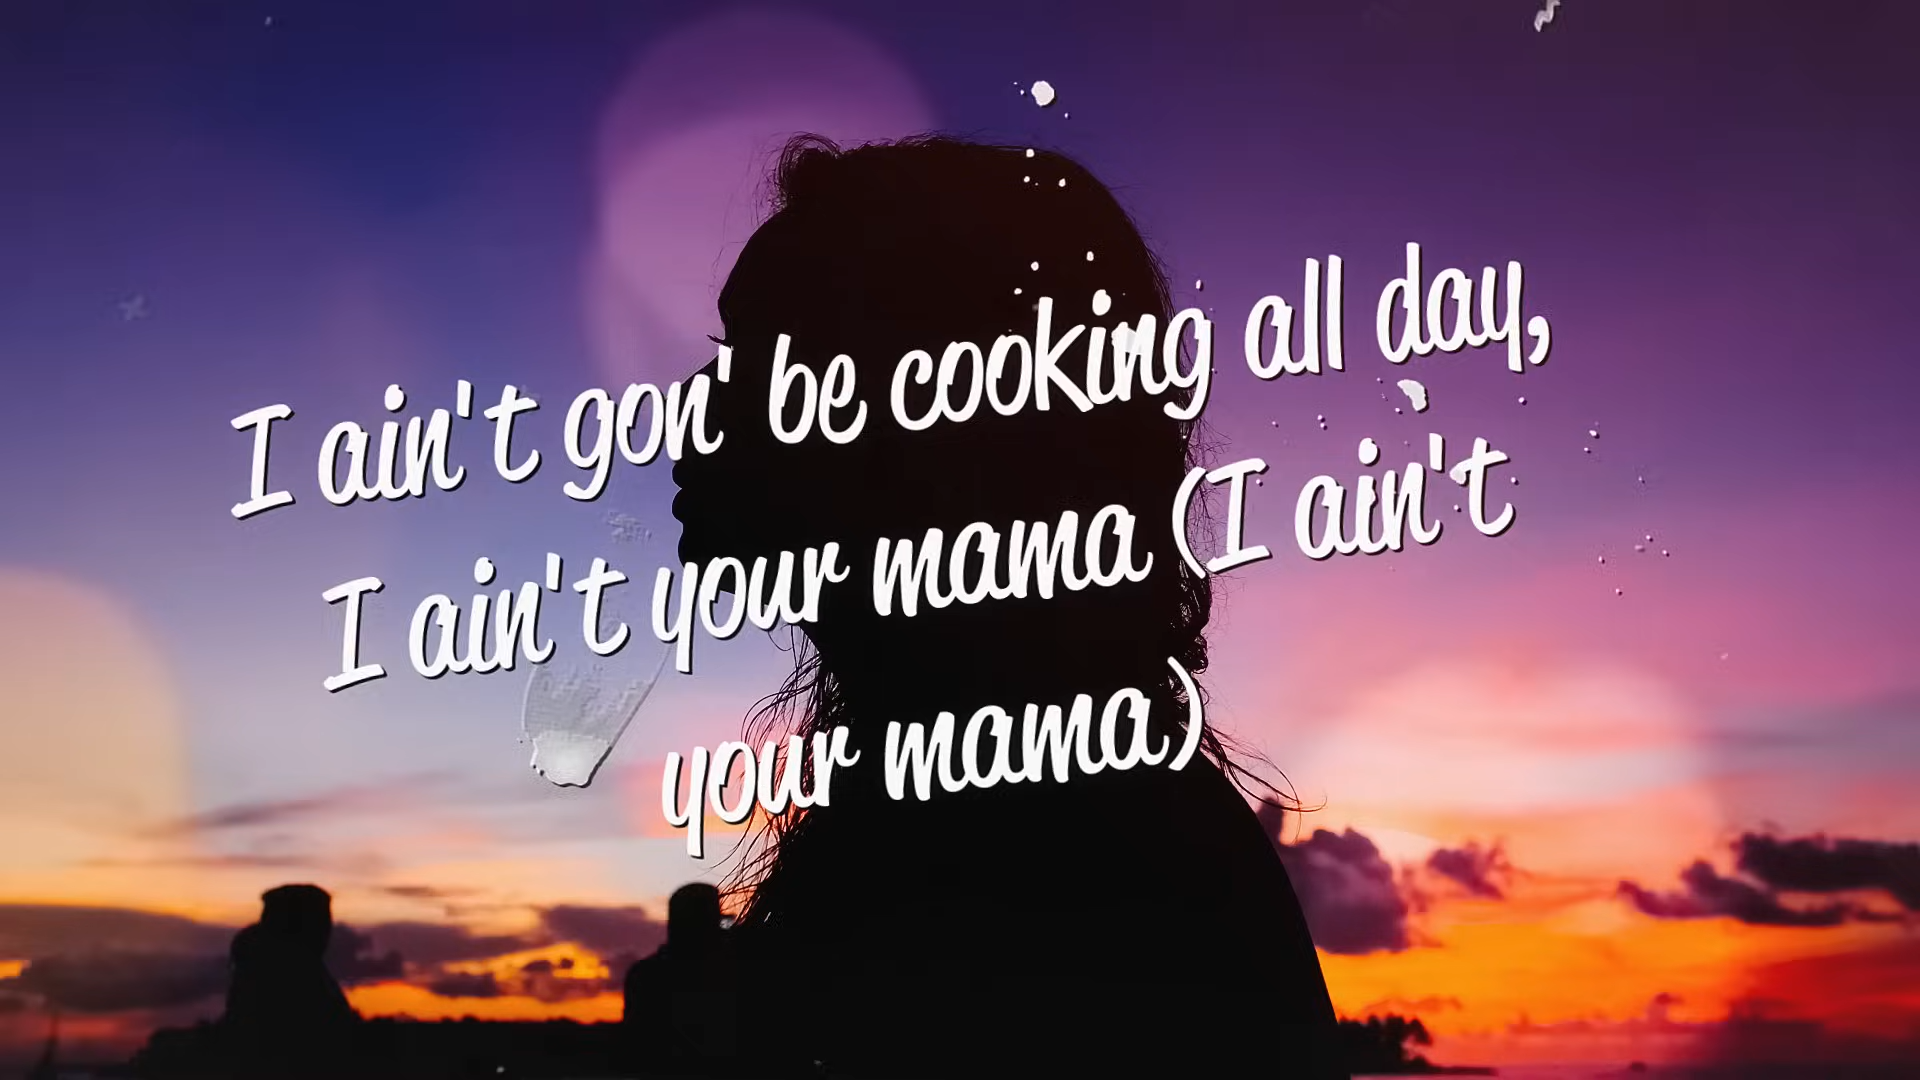 I ain't gon' be cooking all day,
I ain't your mama (I ain't
your mama)